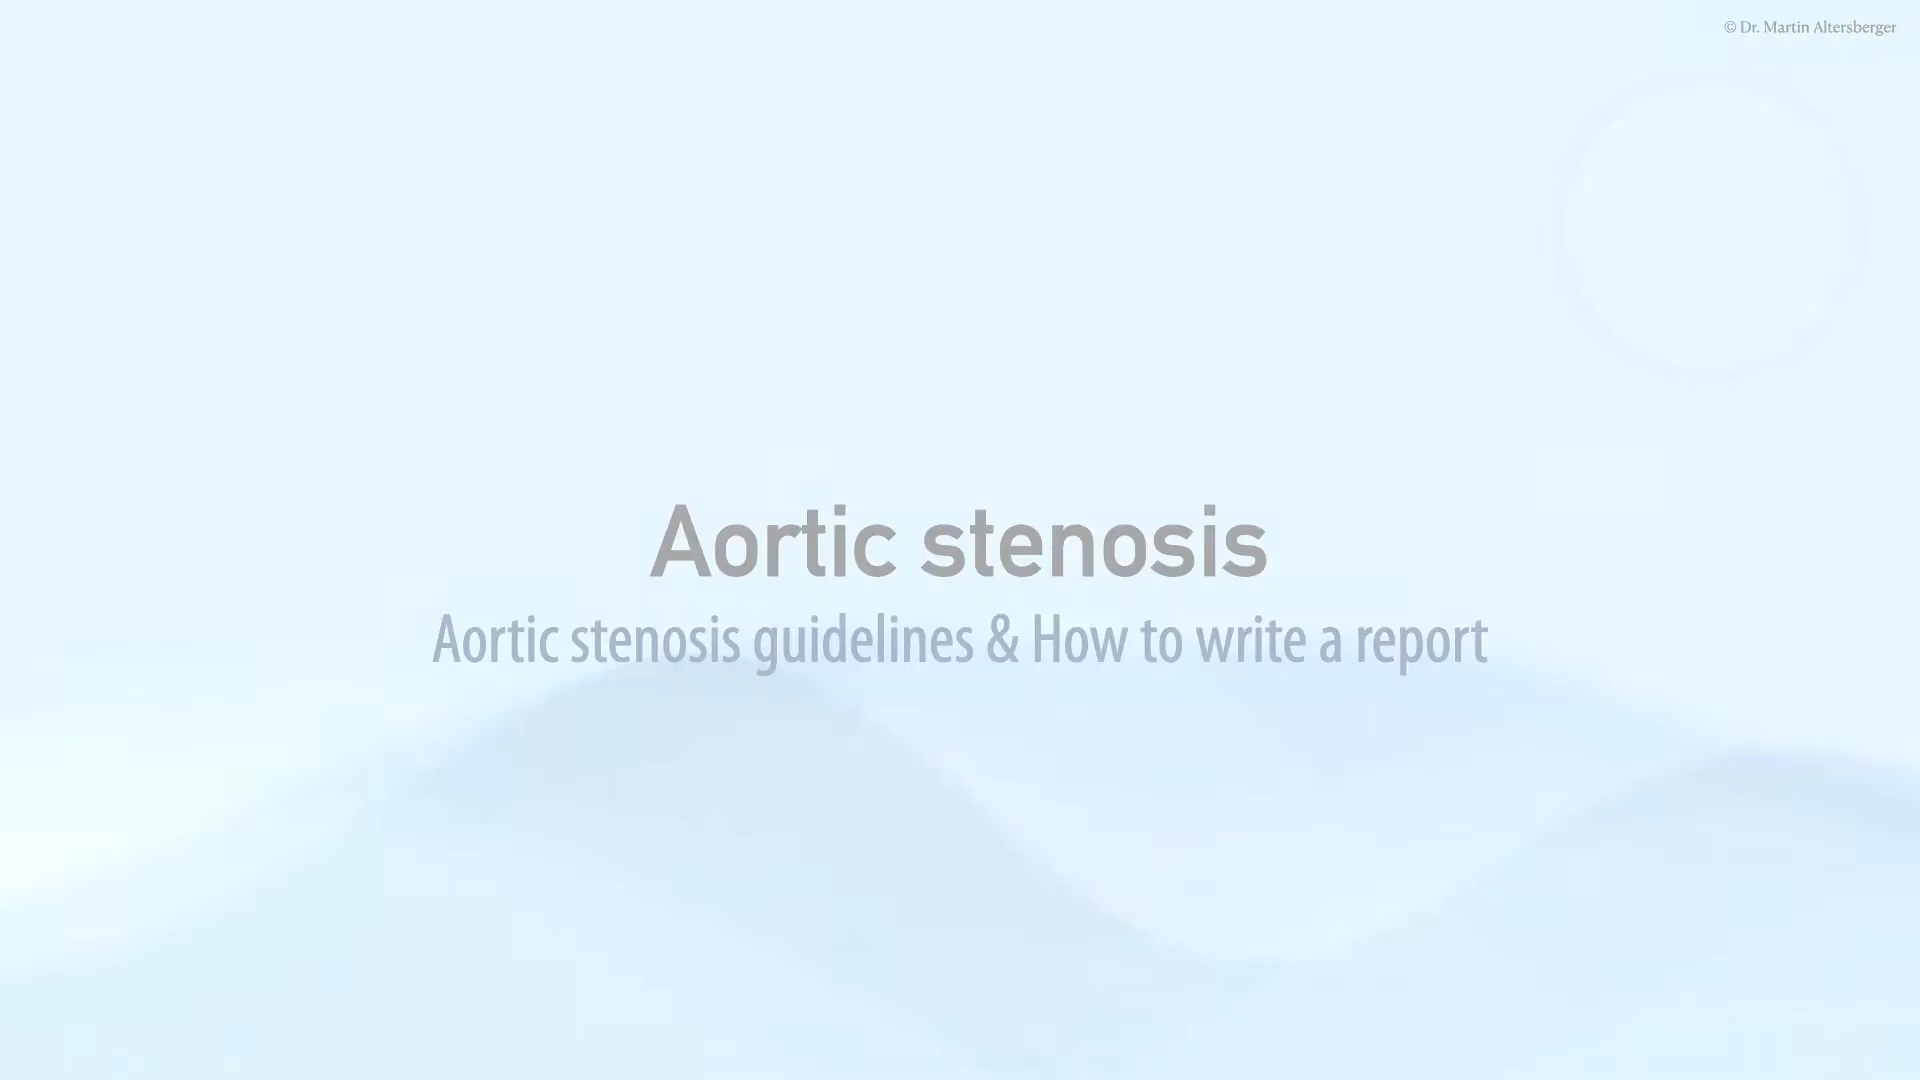 © Dr. Martin Altersberger
Aortic stenosis
Aortic stenosis guidelines & How to write a report